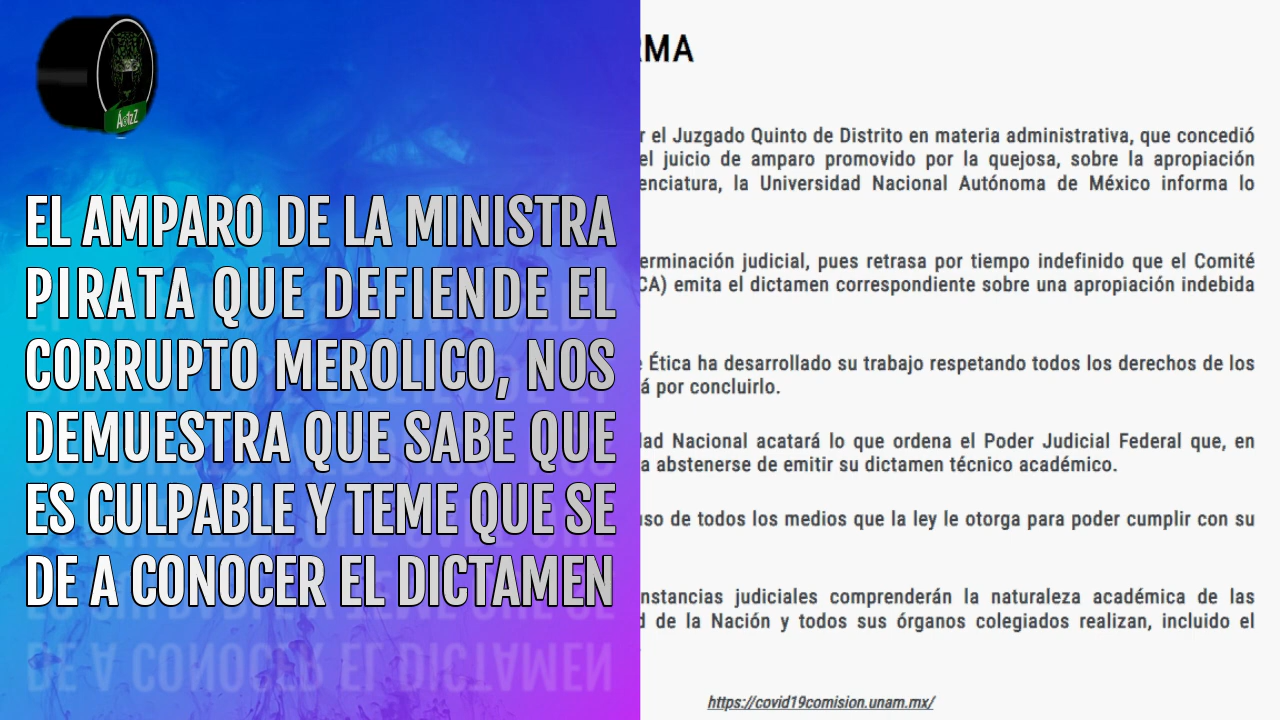 ÁatzZ
EL AMPARO DE LA MINISTRA
PIRATA QUE DEFIENDE EL
CORRUPTO MEROLICO, NOS
DEMUESTRA QUE SABE QUE
ES CULPABLE Y TEME QUE SE
DE A CONOCER EL DICTAMEN
RMA
r el Juzgado Quinto de Distrito en materia administrativa, que concedió
el juicio de amparo promovido por la quejosa, sobre la apropiación
enciatura, la Universidad Nacional Autónoma de México informa lo
erminación judicial, pues retrasa por tiempo indefinido que el Comité
CA) emita el dictamen correspondiente sobre una apropiación indebida
e Ética ha desarrollado su trabajo respetando todos los derechos de los
á por concluirlo.
dad Nacional acatará lo que ordena el Poder Judicial Federal que, en
a abstenerse de emitir su dictamen técnico académico.
uso de todos los medios que la ley le otorga para poder cumplir con su
nstancias judiciales comprenderán la naturaleza académica de las
d de la Nación y todos sus órganos colegiados realizan, incluido el
https://covid19comision.unam.mx/